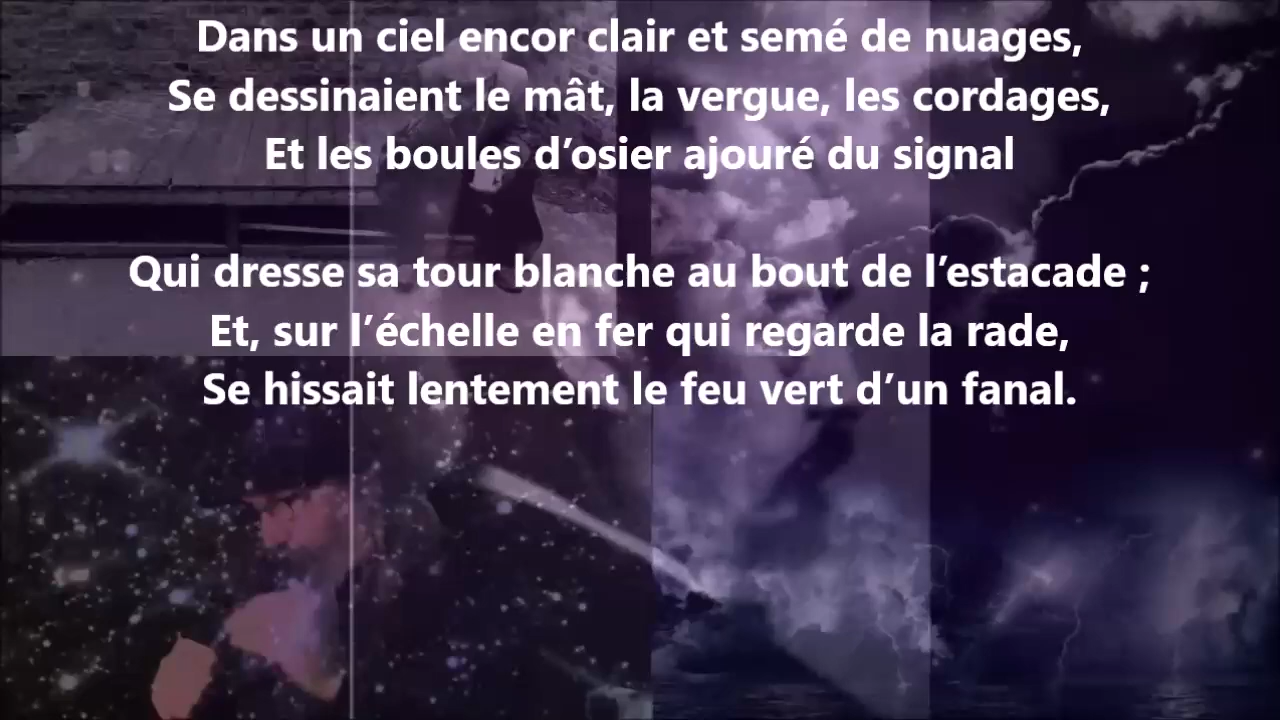 Dans un ciel encor clair et semé de nuages,
Se dessinaient le mât, la vergue, les cordages,
Et les boules d’osier ajouré du signal
Qui dresse sa tour blanche au bout de l’estacade ;
Et, sur l’échelle en fer qui regarde la rade,
Se hissait lentement le feu vert d’un fanal.